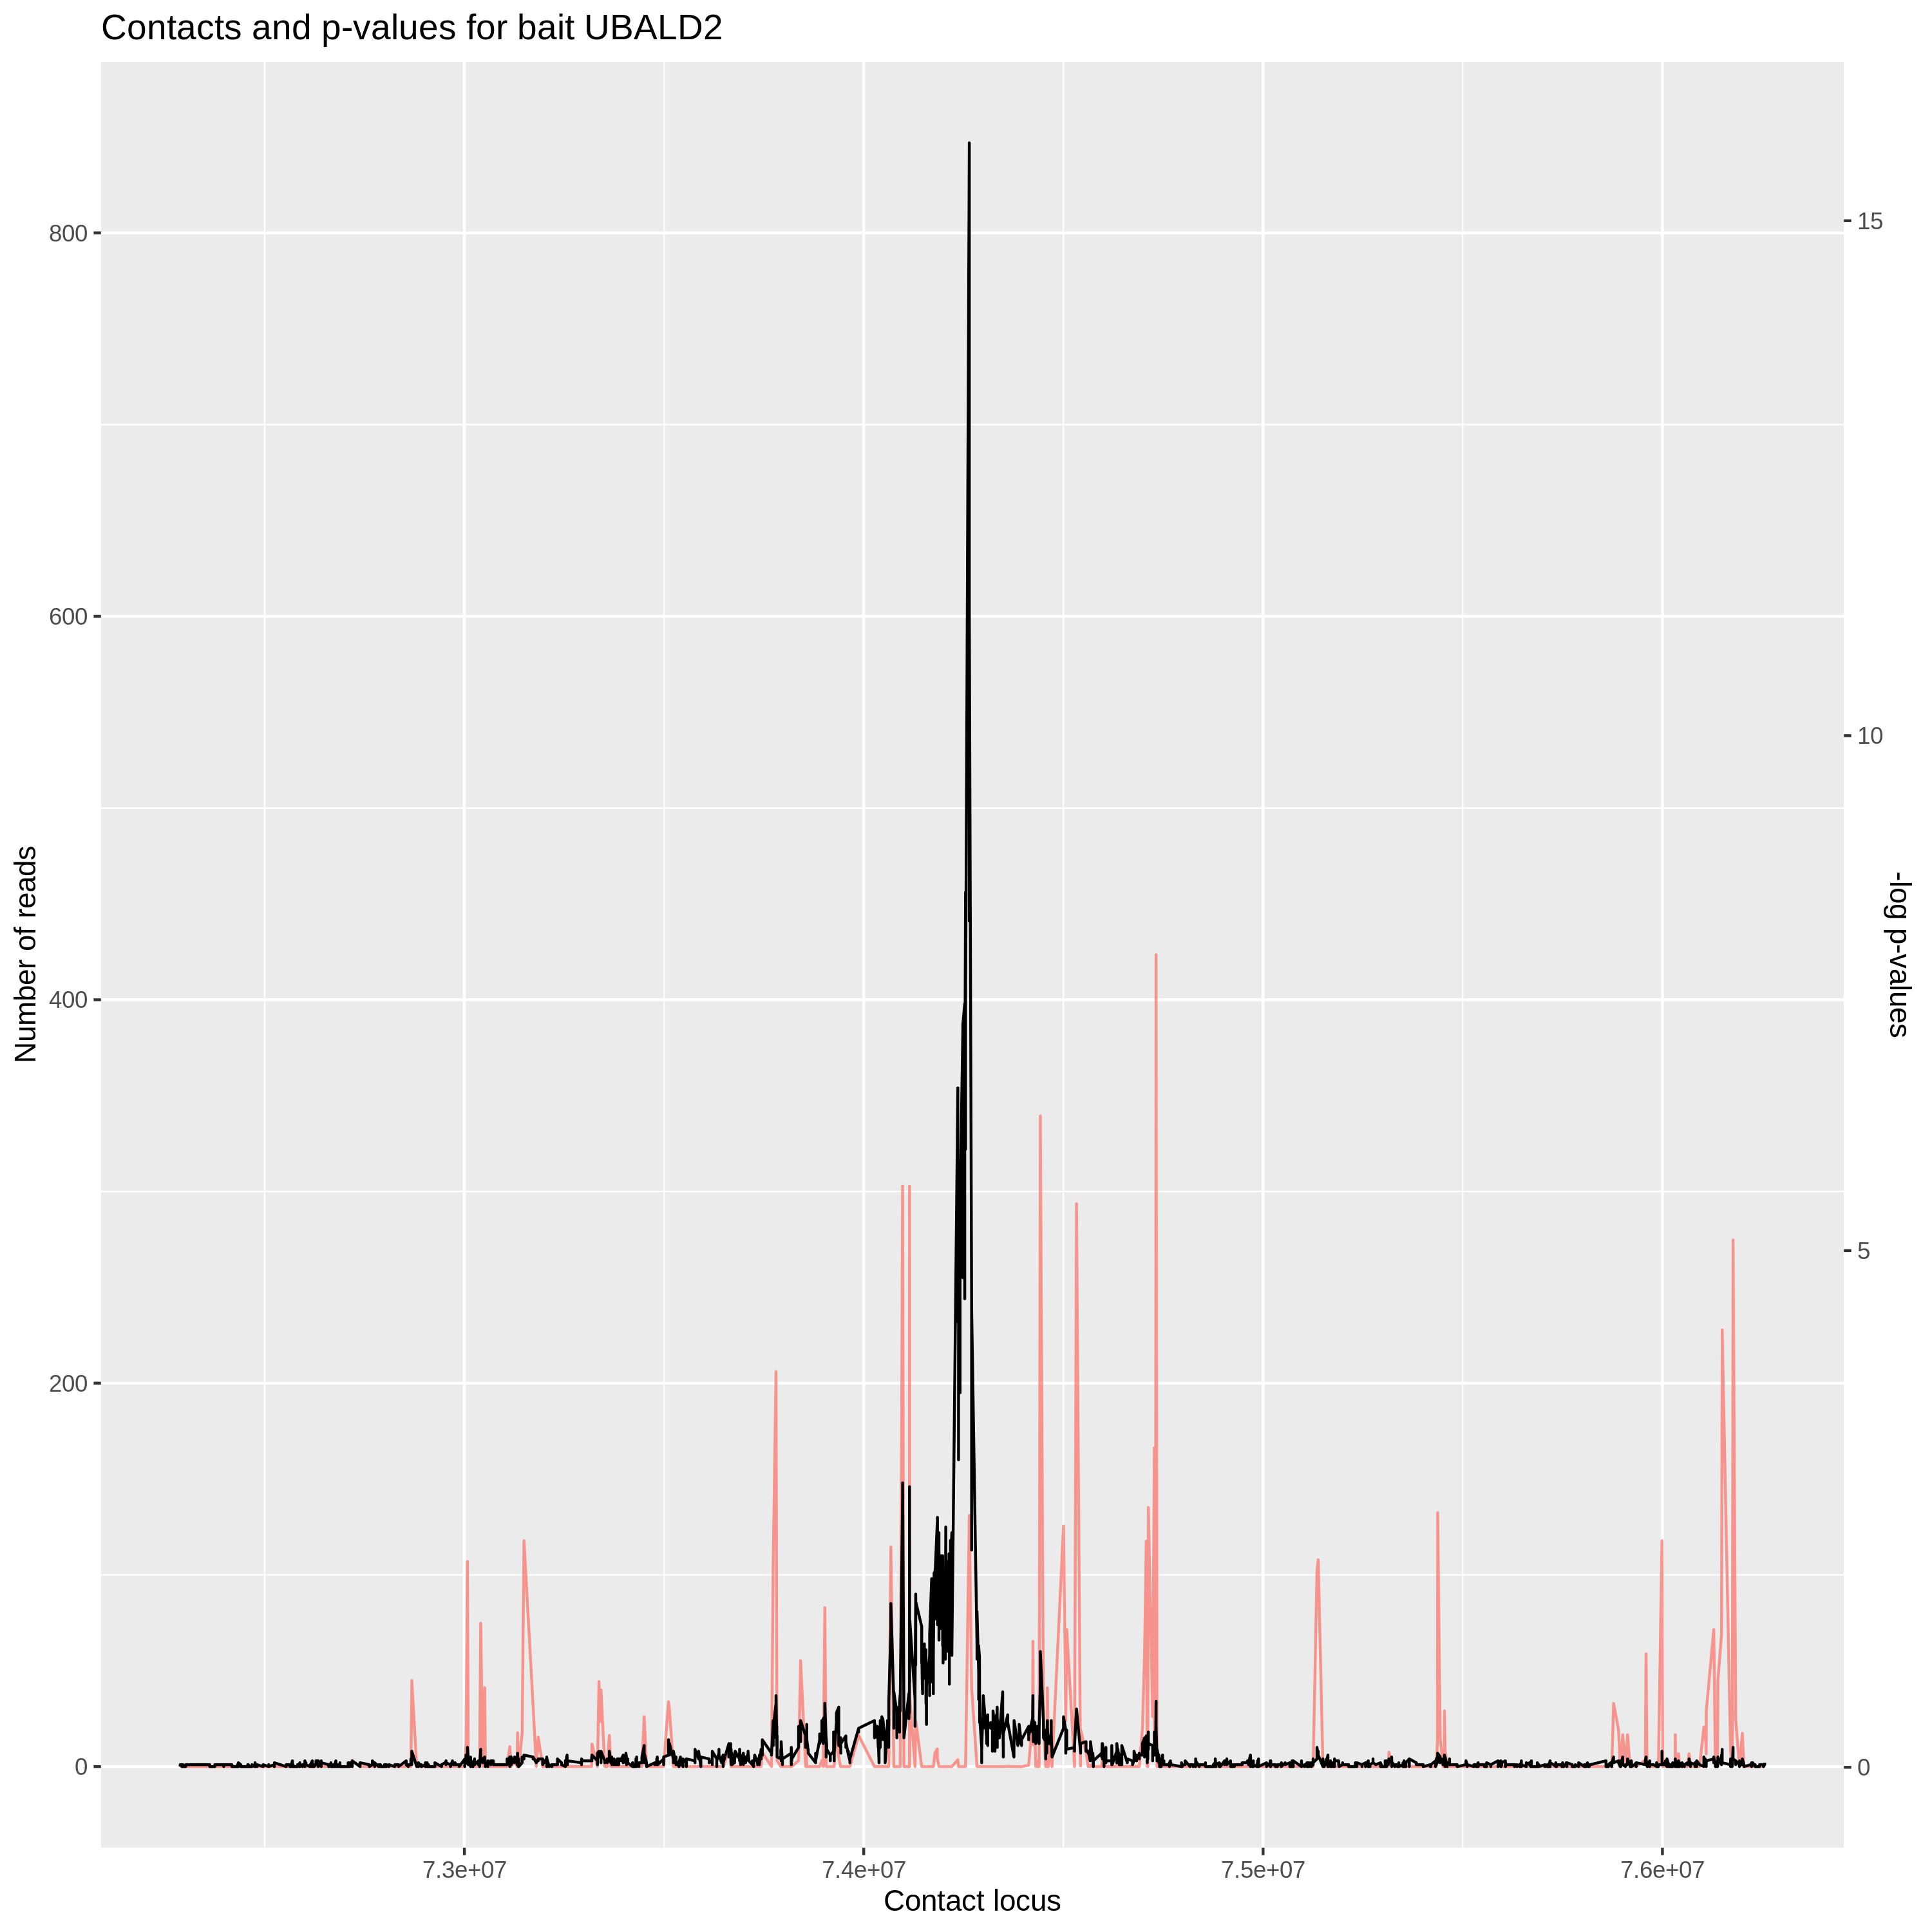 Contacts and p-values for bait UBALD2
800
600
400
200
0
Number of reads
15
10
5
0
-log p-values
7.3e+07
7.4e+07
7.5e+07
7.6e+07
Contact locus